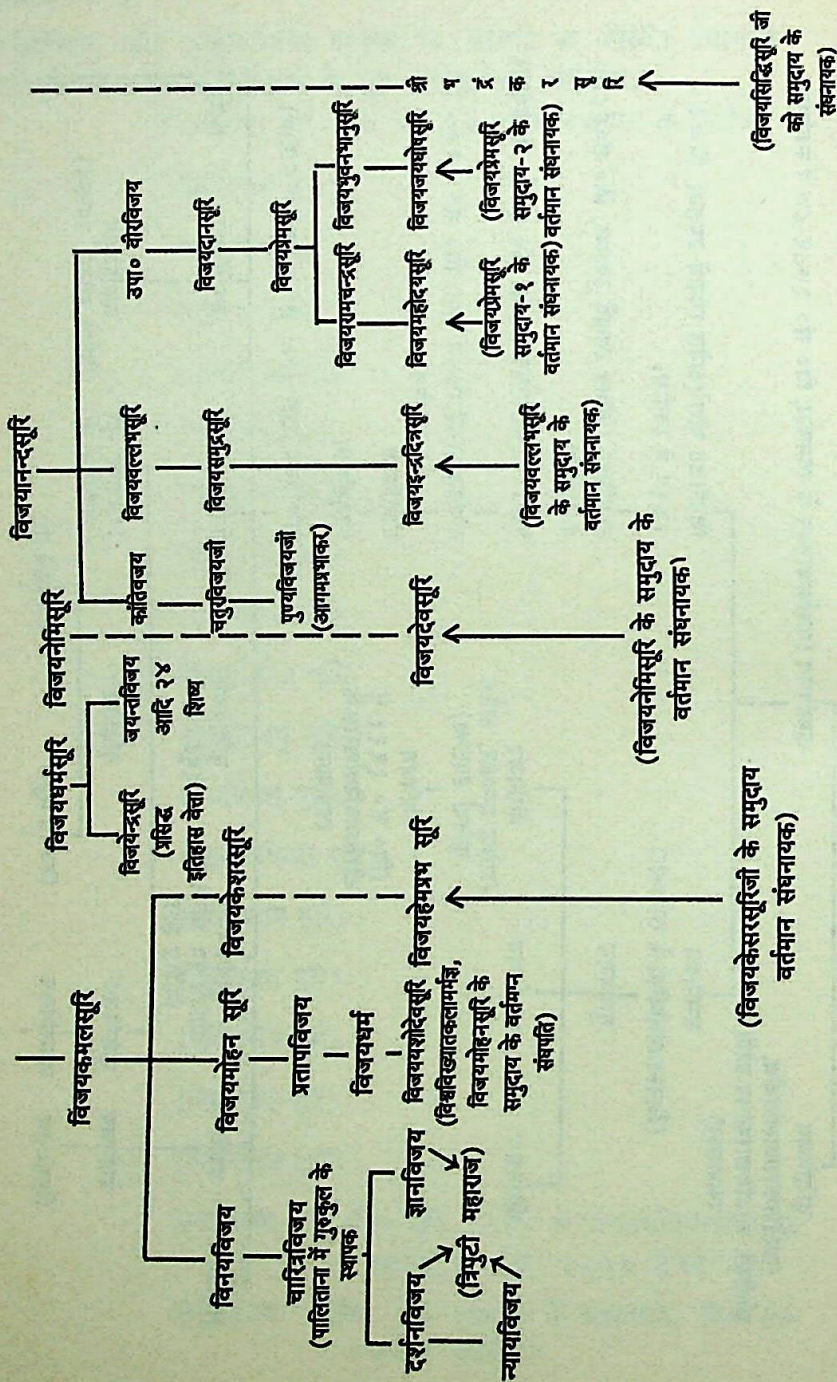 विजयकमलसूरि
विनयविजय
चारित्रविजय
(पालिताना में गुरुकुल के
स्थापक
दर्शनविजय
ज्ञानविजय
(त्रिपुटी महाराज)
न्यायविजय
विजयमोहन सूरि
प्रतापविजय
विजयधर्म
विजययशोदेवसूरि
(विश्वविख्यातकलामर्मज्ञ,
विजयमोहनसूरि के
समुदाय के वर्तमान
संघपति)
विजयकेशरसूरि
विजयहेमप्रभ सूरि
(विजयकेसरसूरिजी के समुदाय
वर्तमान संघनायक)
विजयधर्मसूरि
विजयेन्द्रसूरि
(प्रसिद्ध
इतिहास वेत्ता)
जयन्तविजय
आदि २४
शिष्य
विजयनेमिसूरि
विजयदेवसूरि
(विजयनेमिसूरि के समुदाय के
वर्तमान संघनायक)
विजयानन्दसूरि
कांतिवजय
चतुरविजयजी
पुण्यविजयजी
(आगमप्रभाकर)
विजयवल्लभसूरि
विजयसमुद्रसूरि
विजयइन्द्रदिन्नसूरि
(विजयवल्लभसूरि
के समुदाय के
वर्तमान संघनायक)
उपा० वीरविजय
विजयदानसूरि
विजयप्रेमसूरि
विजयरामचन्द्रसूरि
विजयमहोदयसूरि
(विजयप्रेमसूरि
समुदाय-१ के
वर्तमान संघनायक)
विजयभुवनभानुसूरि
विजयजयघोषसूरि
(विजयप्रेमसूरि के
समुदाय-२ के
वर्तमान संघनायक)
श्री
भ
द्रं
क
र
सू
रि
(विजयसिद्धिसूरि जी
को समुदाय के
संघनायक)